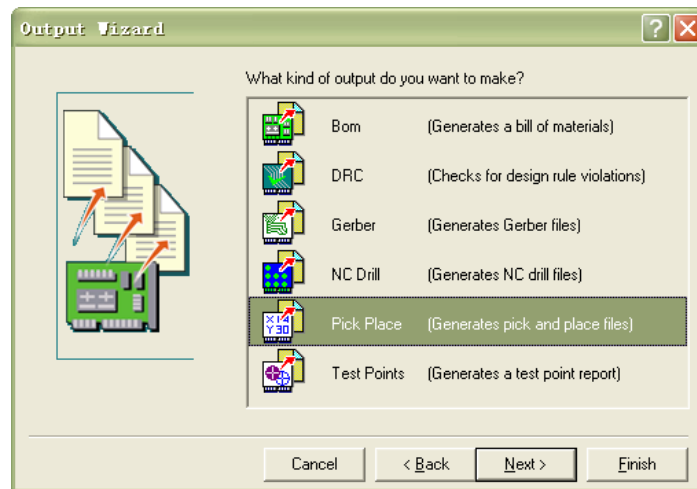 Output Wizard
What kind of output do you want to make?
Bom (Generates a bill of materials)
DRC (Checks for design rule violations)
Gerber (Generates Gerber files)
NC Drill (Generates NC drill files)
X14
Y30
Pick Place (Generates pick and place files)
Test Points (Generates a test point report)
Cancel < Back Next > Finish